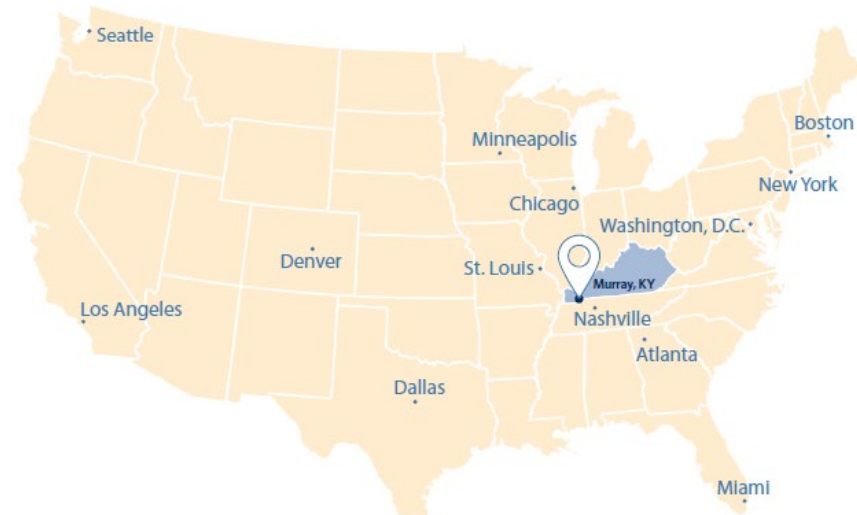 Seattle
Boston
Minneapolis
New York
Chicago
Washington, D.C.
Denver
St. Louis
Murray, KY
Los Angeles
Nashville
Atlanta
Dallas
Miami